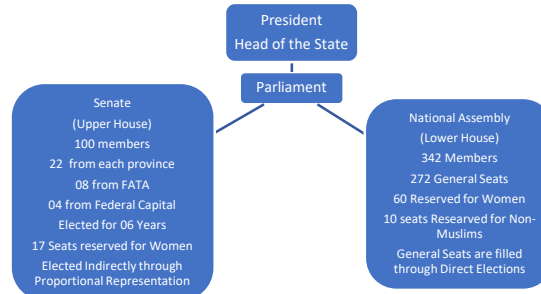 President
Head of the State
Parliament
Senate
(Upper House)
100 members
22 from each province
08 from FATA
04 from Federal Capital
Elected for 06 Years
17 Seats reserved for Women
Elected Indirectly through
Proportional Representation
National Assembly
(Lower House)
342 Members
272 General Seats
60 Reserved for Women
10 seats Researved for Non-
Muslims
General Seats are filled
through Direct Elections